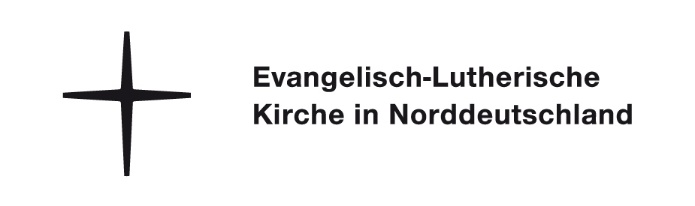 Evangelisch-Lutherische
Kirche in Norddeutschland